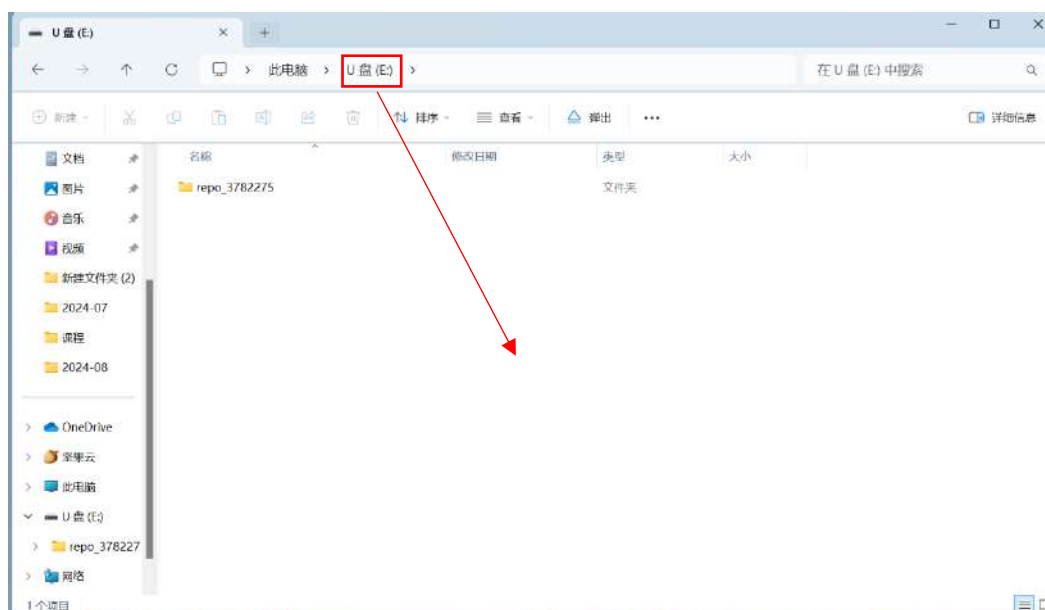 U 盘 (E:)
此电脑 > U 盘 (E:) >
在 U 盘 (E:) 中搜索
新建
排序
查看
弹出
详细信息
名称
修改日期
类型
大小
文档
图片
音乐
视频
新建文件夹 (2)
2024-07
课程
2024-08
repo_3782275
文件夹
OneDrive
坚果云
此电脑
U 盘 (E:)
repo_378227
网络
1 个项目